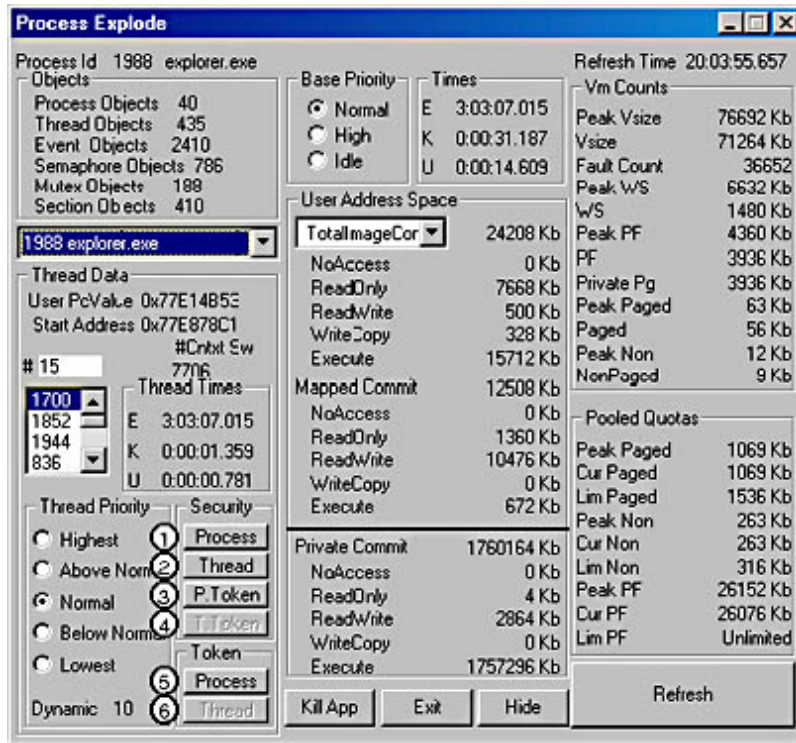 Process Explode
Process Id 1988 explorer.exe
Refresh Time 20:03:55.657
Objects
Process Objects 40
Thread Objects 435
Event Objects 2410
Semaphore Objects 786
Mutex Objects 188
Section Ob ects 410
1988 explorer.exe
Thread Data
User PcValue 0x77E14B53
Start Address 0x77E878C1
#Cntxt Sw
# 15
7706
1700
1852
1944
836
Thread Times
E 3:03:07.015
K 0:00:01.359
U 0:00:00.781
Thread Priority
Highest
Above Norm
Normal
Below Normal
Lowest
Dynamic 10
Security
1 Process
2 Thread
3 P.Token
4 T.Token
Token
5 Process
6 Thread
Base Priority
Normal
High
Idle
Times
E 3:03:07.015
K 0:00:31.187
U 0:00:14.609
User Address Space
TotalImageCor 24208 Kb
NoAccess 0 Kb
ReadOnly 7668 Kb
ReadWrite 500 Kb
WriteCopy 328 Kb
Execute 15712 Kb
Mapped Commit 12508 Kb
NoAccess 0 Kb
ReadOnly 1360 Kb
ReadWrite 10476 Kb
WriteCopy 0 Kb
Execute 672 Kb
Private Commit 1760164 Kb
NoAccess 0 Kb
ReadOnly 4 Kb
ReadWrite 2864 Kb
WriteCopy 0 Kb
Execute 1757296 Kb
Kill App
Exit
Hide
Vm Counts
Peak Vsize 76692 Kb
Vsize 71264 Kb
Fault Count 36652
Peak WS 6632 Kb
WS 1480 Kb
Peak PF 4360 Kb
PF 3936 Kb
Private Pg 3936 Kb
Peak Paged 63 Kb
Paged 56 Kb
Peak Non 12 Kb
NonPaged 9 Kb
Pooled Quotas
Peak Paged 1069 Kb
Cur Paged 1069 Kb
Lim Paged 1536 Kb
Peak Non 263 Kb
Cur Non 263 Kb
Lim Non 316 Kb
Peak PF 26152 Kb
Cur PF 26076 Kb
Lim PF Unlimited
Refresh